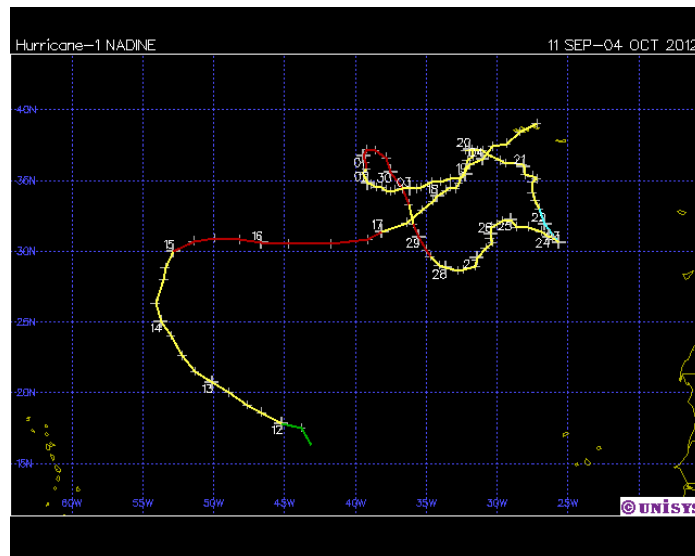 Hurricane-1 NADINE 11 SEP-04 OCT 2012
40N
20
01 04
02 30 03 19 21
35N 18
17 22
16 26 25
15 29 24 23
30N
27
28
14
25N
13
20N
12
15N
60W 55W 50W 45W 40W 35W 30W 25W
©UNISYS